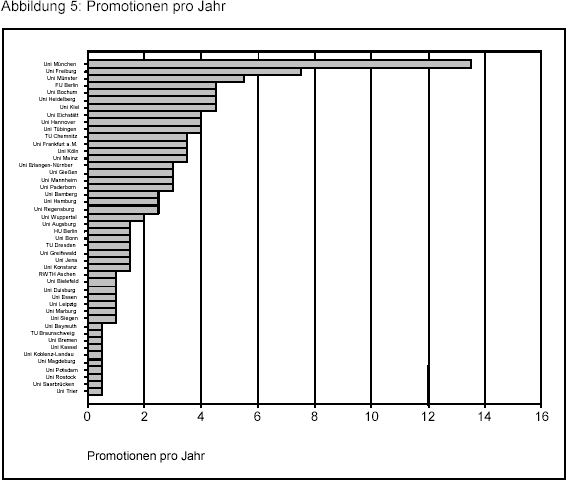 Abbildung 5: Promotionen pro Jahr
Uni München
Uni Freiburg
Uni Münster
FU Berlin
Uni Bochum
Uni Heidelberg
Uni Kiel
Uni Eichstätt
Uni Hannover
Uni Tübingen
TU Chemnitz
Uni Frankfurt a.M.
Uni Köln
Uni Mainz
Uni Erlangen-Nürnber
Uni Gießen
Uni Mannheim
Uni Paderborn
Uni Bamberg
Uni Hamburg
Uni Regensburg
Uni Wuppertal
Uni Augsburg
HU Berlin
Uni Bonn
TU Dresden
Uni Greifswald
Uni Jena
Uni Konstanz
RWTH Aachen
Uni Bielefeld
Uni Duisburg
Uni Essen
Uni Leipzig
Uni Marburg
Uni Siegen
Uni Bayreuth
TU Braunschweig
Uni Bremen
Uni Kassel
Uni Koblenz-Landau
Uni Magdeburg
Uni Potsdam
Uni Rostock
Uni Saarbrücken
Uni Trier
0 2 4 6 8 10 12 14 16
Promotionen pro Jahr